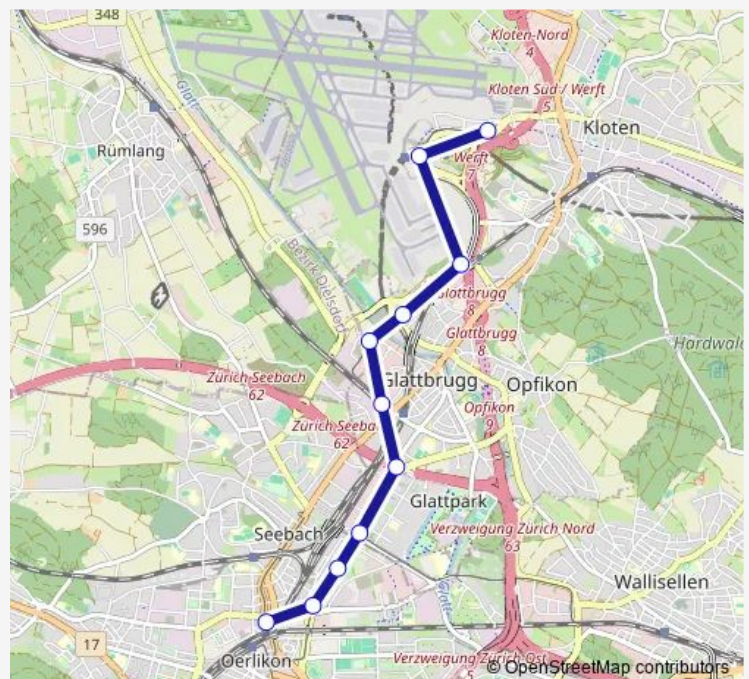 348
Kloten-Nord
4
Glatt
Kloten Süd / Werft
5
Kloten
Rümlang
Werft
7
596
Bezirk Dielsdorf
Glattbrugg
8
Glattbrugg
8
Hardwald
Zürich Seebach
62
Glattbrugg
Opfikon
Opfikon
9
Zürich Seeba
62
Glattpark
Seebach
Verzweigung Zürich Nord
63
Glatt
Wallisellen
17
Oerlikon
Verzweigung Zürich Ost
5
© OpenStreetMap contributors